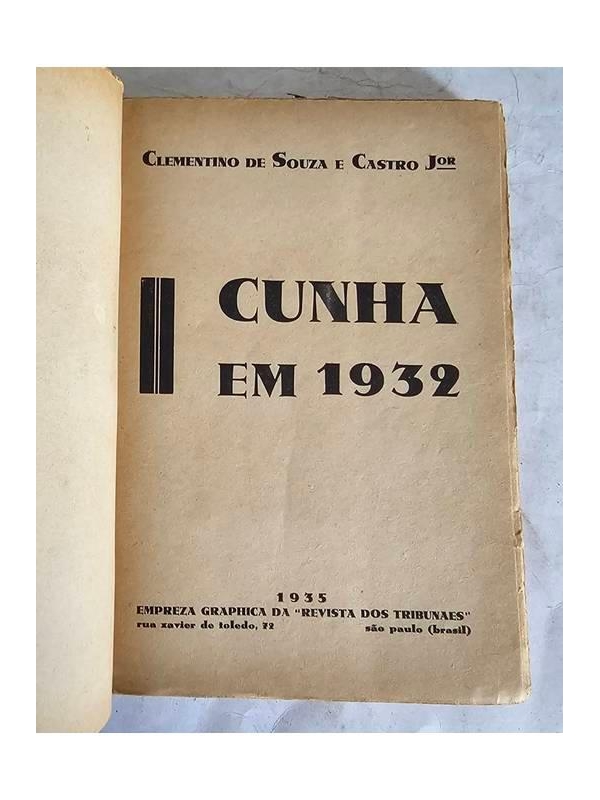 Clementino de Souza e Castro Jor
CUNHA
EM 1932
1935
EMPREZA GRAPHICA DA "REVISTA DOS TRIBUNAES"
rua xavier de toledo, 72 são paulo (brasil)